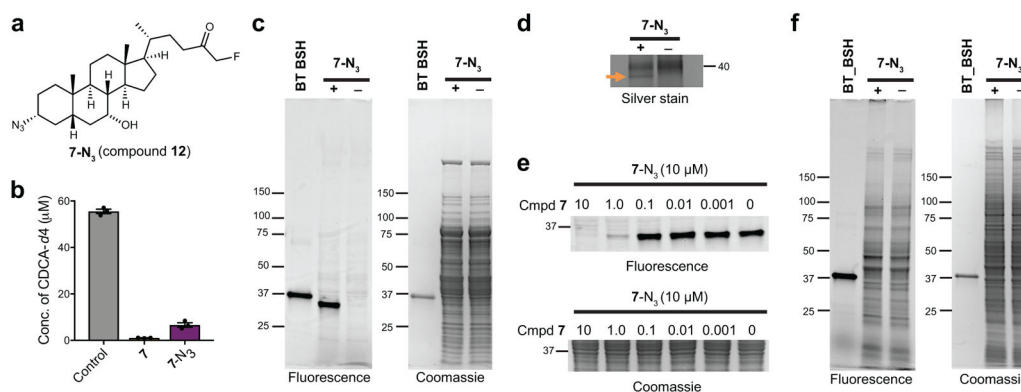 a
O
F
H
H
H
N3
H
OH
7-N3 (compound 12)
b
Conc. of CDCA-d4 (μM)
60
40
20
0
Control
7
7-N3
c
BT BSH
7-N3
+ −
150
100
75
50
37
25
Fluorescence
BT BSH
7-N3
+ −
150
100
75
50
37
25
Coomassie
d
7-N3
+ −
40
Silver stain
e
7-N3 (10 μM)
Cmpd 7 10 1.0 0.1 0.01 0.001 0
37
Fluorescence
7-N3 (10 μM)
Cmpd 7 10 1.0 0.1 0.01 0.001 0
37
Coomassie
f
BT_BSH
7-N3
+ −
150
100
75
50
37
25
Fluorescence
BT_BSH
7-N3
+ −
150
100
75
50
37
25